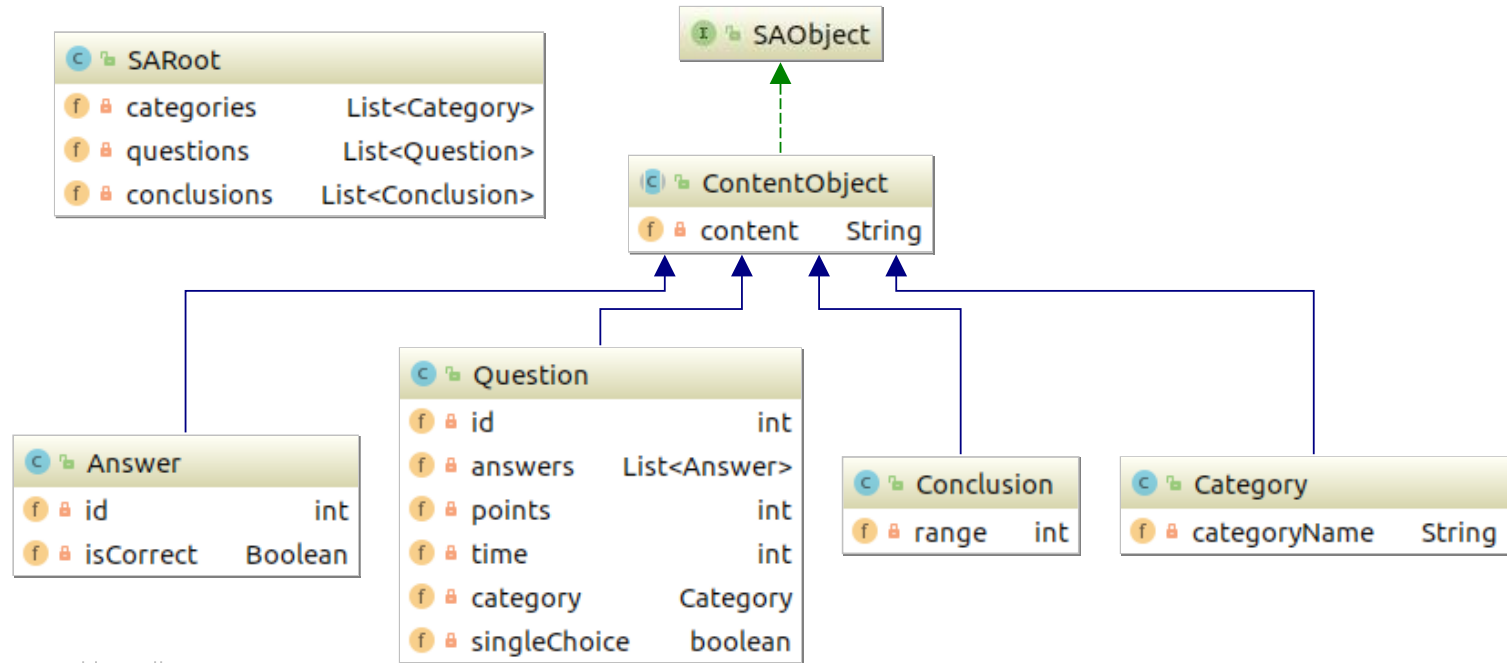 SAObject
SARoot
categories List<Category>
questions List<Question>
conclusions List<Conclusion>
ContentObject
content String
Answer
id int
isCorrect Boolean
Question
id int
answers List<Answer>
points int
time int
category Category
singleChoice boolean
Conclusion
range int
Category
categoryName String